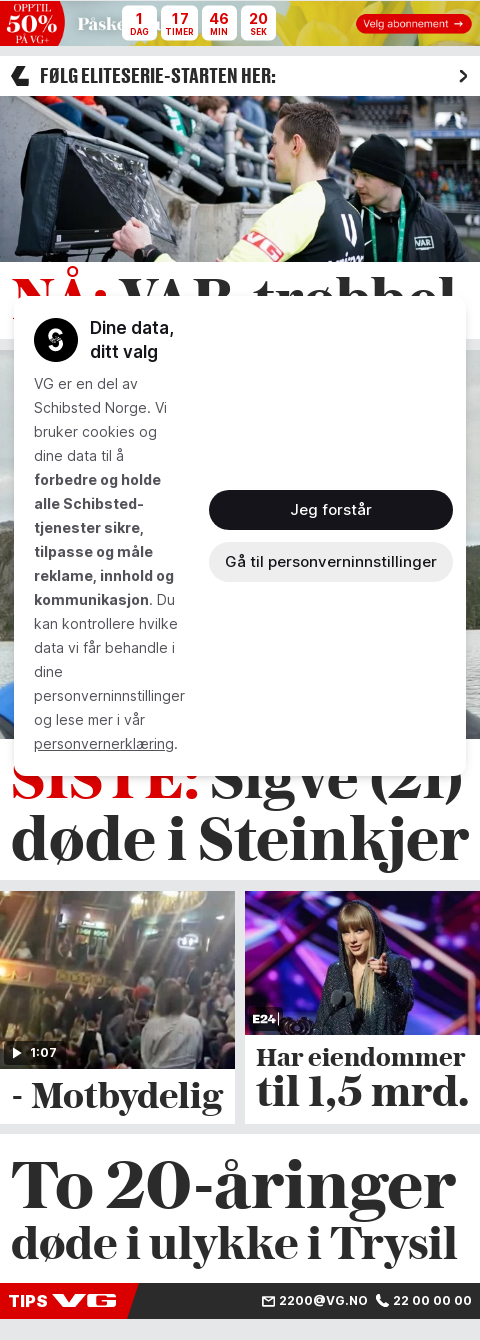 OPPTIL
50%
PÅ VG+
Påske
1
DAG
17
TIMER
46
MIN
20
SEK
Velg abonnement →
FØLG ELITESERIE-STARTEN HER:
VG
VAR
NÅ: VAR-trøbbel
Dine data,
ditt valg
VG er en del av
Schibsted Norge. Vi
bruker cookies og
dine data til å
forbedre og holde
alle Schibsted-
tjenester sikre,
tilpasse og måle
reklame, innhold og
kommunikasjon. Du
kan kontrollere hvilke
data vi får behandle i
dine
personverninnstillinger
og lese mer i vår
personvernerklæring.
Jeg forstår
Gå til personverninnstillinger
SISTE: Sigve (21)
døde i Steinkjer
1:07
- Motbydelig
E24
Har eiendommer
til 1,5 mrd.
To 20-åringer
døde i ulykke i Trysil
TIPS VG
2200@VG.NO
22 00 00 00